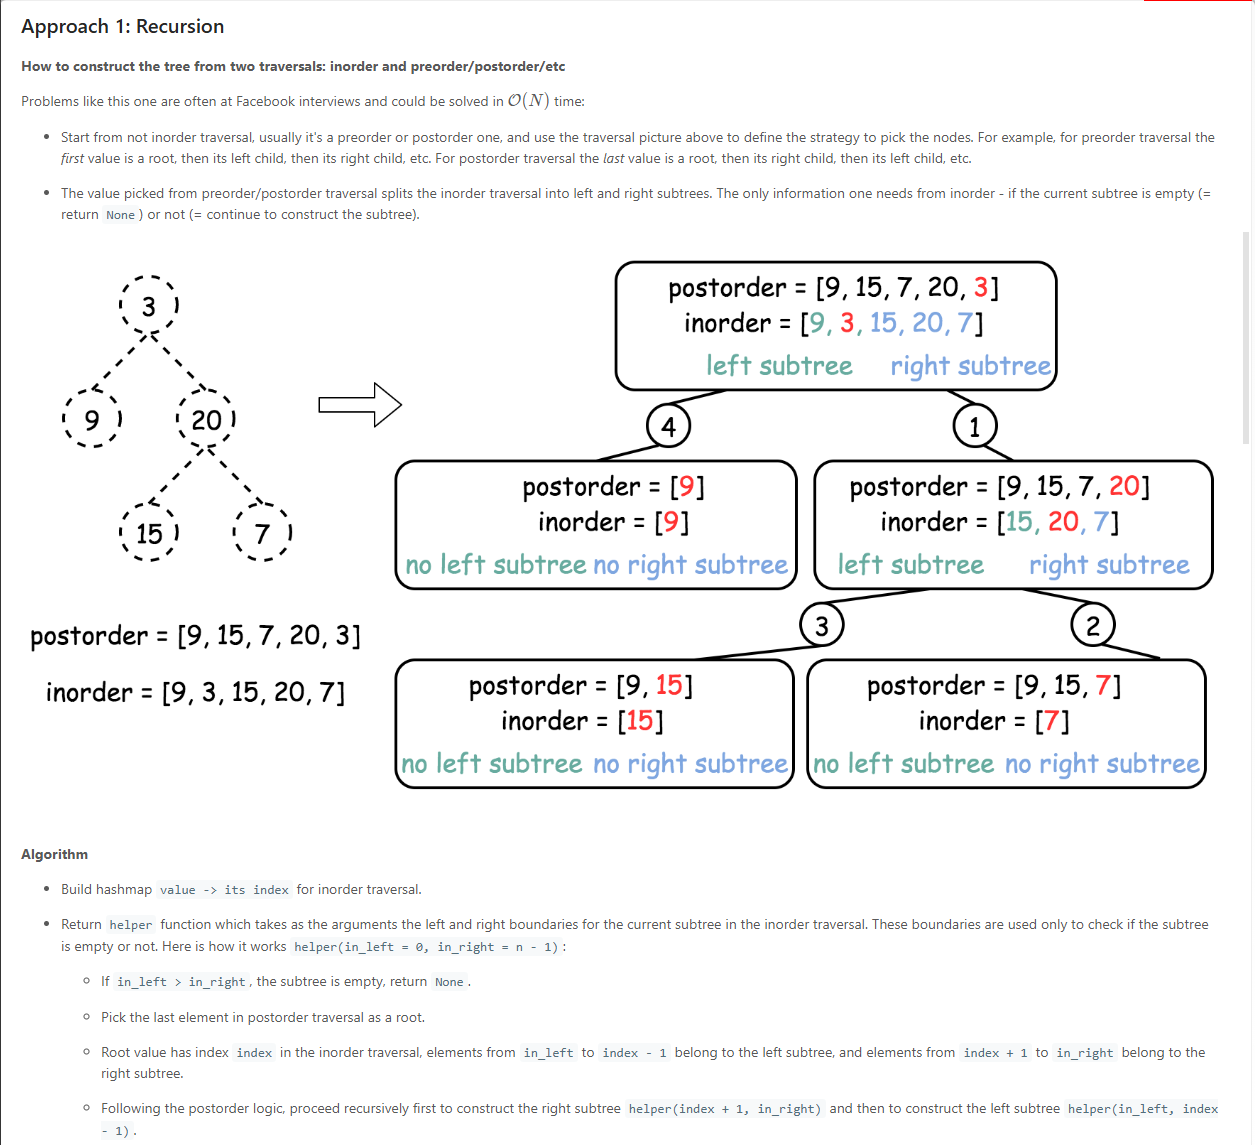 Approach 1: Recursion
How to construct the tree from two traversals: inorder and preorder/postorder/etc
Problems like this one are often at Facebook interviews and could be solved in O(N) time:
• Start from not inorder traversal, usually it's a preorder or postorder one, and use the traversal picture above to define the strategy to pick the nodes. For example, for preorder traversal the
first value is a root, then its left child, then its right child, etc. For postorder traversal the last value is a root, then its right child, then its left child, etc.
• The value picked from preorder/postorder traversal splits the inorder traversal into left and right subtrees. The only information one needs from inorder - if the current subtree is empty (=
return None ) or not (= continue to construct the subtree).
3
9
20
15
7
postorder = [9, 15, 7, 20, 3]
inorder = [9, 3, 15, 20, 7]
postorder = [9, 15, 7, 20, 3]
inorder = [9, 3, 15, 20, 7]
left subtree right subtree
4
1
postorder = [9]
inorder = [9]
no left subtree no right subtree
postorder = [9, 15, 7, 20]
inorder = [15, 20, 7]
left subtree right subtree
3
2
postorder = [9, 15]
inorder = [15]
no left subtree no right subtree
postorder = [9, 15, 7]
inorder = [7]
no left subtree no right subtree
Algorithm
• Build hashmap value -> its index for inorder traversal.
• Return helper function which takes as the arguments the left and right boundaries for the current subtree in the inorder traversal. These boundaries are used only to check if the subtree
is empty or not. Here is how it works helper(in_left = 0, in_right = n - 1) :
◦ If in_left > in_right , the subtree is empty, return None .
◦ Pick the last element in postorder traversal as a root.
◦ Root value has index index in the inorder traversal, elements from in_left to index - 1 belong to the left subtree, and elements from index + 1 to in_right belong to the
right subtree.
◦ Following the postorder logic, proceed recursively first to construct the right subtree helper(index + 1, in_right) and then to construct the left subtree helper(in_left, index
- 1) .